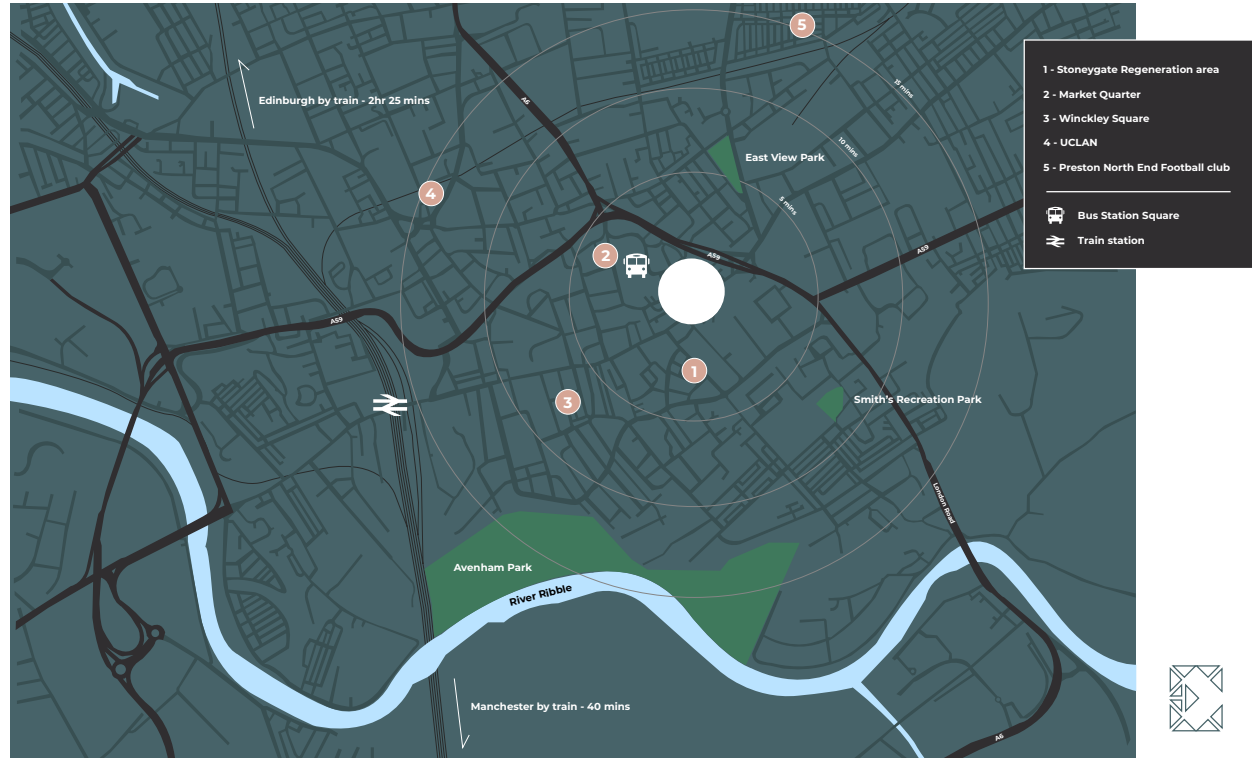 5
1 - Stoneygate Regeneration area
2 - Market Quarter
3 - Winckley Square
4 - UCLAN
5 - Preston North End Football club
Bus Station Square
Train station
Edinburgh by train - 2hr 25 mins
A6
15 mins
10 mins
East View Park
4
5 mins
2
A59
A59
A59
1
3
Smith's Recreation Park
London Road
Avenham Park
River Ribble
Manchester by train - 40 mins
A6